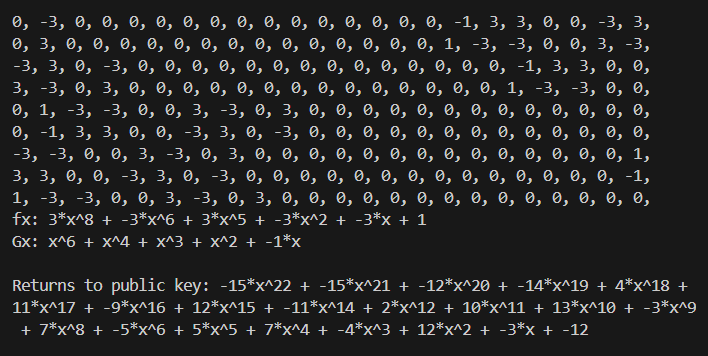 0, -3, 0, 0, 0, 0, 0, 0, 0, 0, 0, 0, 0, 0, 0, 0, -1, 3, 3, 0, 0, -3, 3,
0, 3, 0, 0, 0, 0, 0, 0, 0, 0, 0, 0, 0, 0, 0, 0, 1, -3, -3, 0, 0, 3, -3,
-3, 3, 0, -3, 0, 0, 0, 0, 0, 0, 0, 0, 0, 0, 0, 0, 0, 0, -1, 3, 3, 0, 0,
3, -3, 0, 3, 0, 0, 0, 0, 0, 0, 0, 0, 0, 0, 0, 0, 0, 0, 1, -3, -3, 0, 0,
0, 1, -3, -3, 0, 0, 3, -3, 0, 3, 0, 0, 0, 0, 0, 0, 0, 0, 0, 0, 0, 0, 0,
0, -1, 3, 3, 0, 0, -3, 3, 0, -3, 0, 0, 0, 0, 0, 0, 0, 0, 0, 0, 0, 0, 0,
-3, -3, 0, 0, 3, -3, 0, 3, 0, 0, 0, 0, 0, 0, 0, 0, 0, 0, 0, 0, 0, 0, 1,
3, 3, 0, 0, -3, 3, 0, -3, 0, 0, 0, 0, 0, 0, 0, 0, 0, 0, 0, 0, 0, 0, -1,
1, -3, -3, 0, 0, 3, -3, 0, 3, 0, 0, 0, 0, 0, 0, 0, 0, 0, 0, 0, 0, 0, 0,
fx: 3*x^8 + -3*x^6 + 3*x^5 + -3*x^2 + -3*x + 1
Gx: x^6 + x^4 + x^3 + x^2 + -1*x
Returns to public key: -15*x^22 + -15*x^21 + -12*x^20 + -14*x^19 + 4*x^18 +
11*x^17 + -9*x^16 + 12*x^15 + -11*x^14 + 2*x^12 + 10*x^11 + 13*x^10 + -3*x^9
+ 7*x^8 + -5*x^6 + 5*x^5 + 7*x^4 + -4*x^3 + 12*x^2 + -3*x + -12